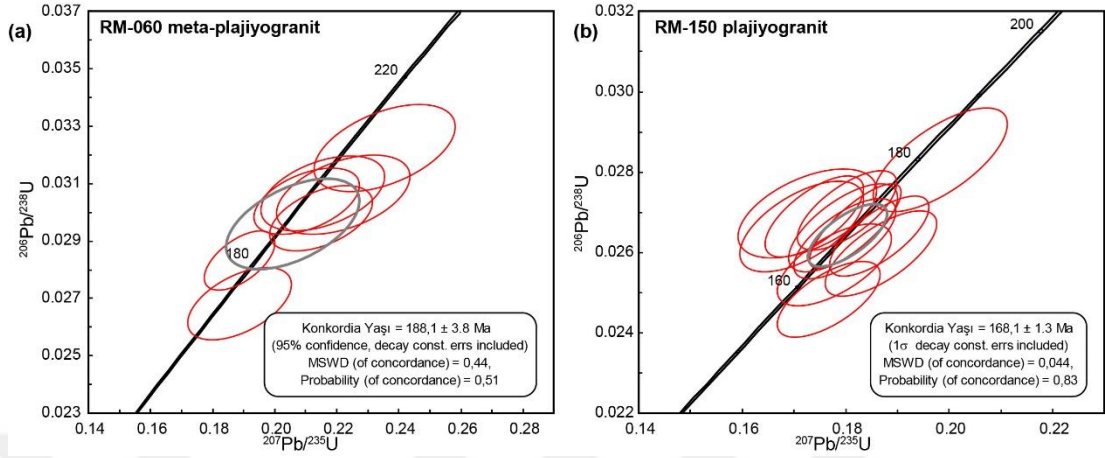 (a)
RM-060 meta-plajiyogranit
0.037
0.035
0.033
0.031
0.029
0.027
0.025
0.023
²⁰⁶Pb/²³⁸U
220
180
Konkordia Yaşı = 188,1 ± 3.8 Ma
(95% confidence, decay const. errs included)
MSWD (of concordance) = 0,44,
Probability (of concordance) = 0,51
0.14 0.16 0.18 0.20 0.22 0.24 0.26 0.28
²⁰⁷Pb/²³⁵U
(b)
RM-150 plajiyogranit
0.032
0.030
0.028
0.026
0.024
0.022
²⁰⁶Pb/²³⁸U
200
180
160
Konkordia Yaşı = 168,1 ± 1.3 Ma
(1σ decay const. errs included)
MSWD (of concordance) = 0,044,
Probability (of concordance) = 0,83
0.14 0.16 0.18 0.20 0.22
²⁰⁷Pb/²³⁵U